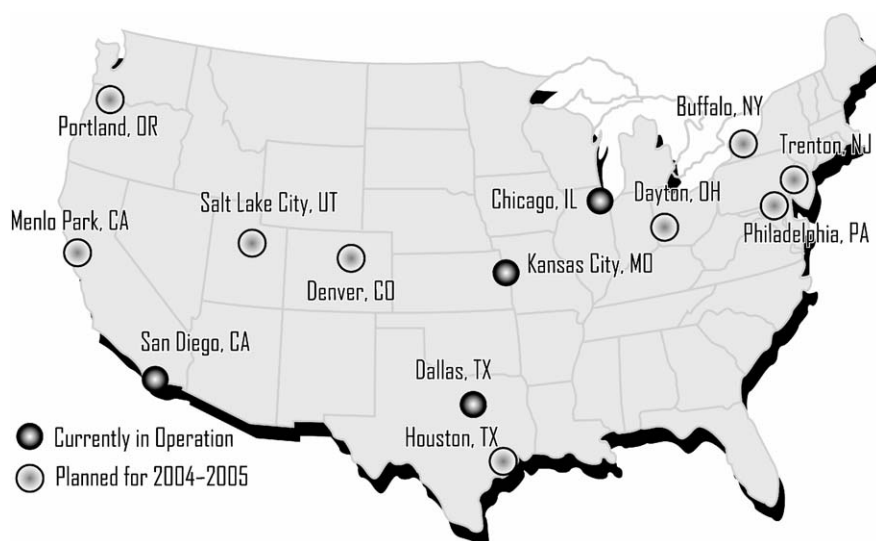 Buffalo, NY
Portland, OR
Trenton, NJ
Salt Lake City, UT
Chicago, IL
Dayton, OH
Menlo Park, CA
Philadelphia, PA
Kansas City, MO
Denver, CO
San Diego, CA
Dallas, TX
Currently in Operation
Houston, TX
Planned for 2004–2005